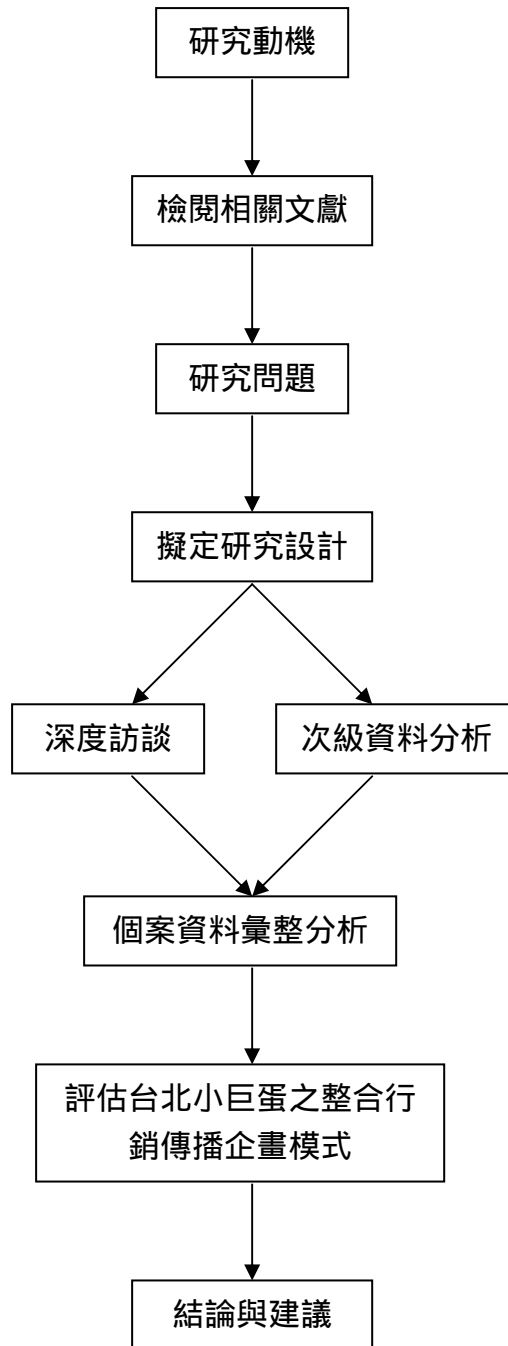 研究動機
檢閱相關文獻
研究問題
擬定研究設計
深度訪談
次級資料分析
個案資料彙整分析
評估台北小巨蛋之整合行
銷傳播企畫模式
結論與建議